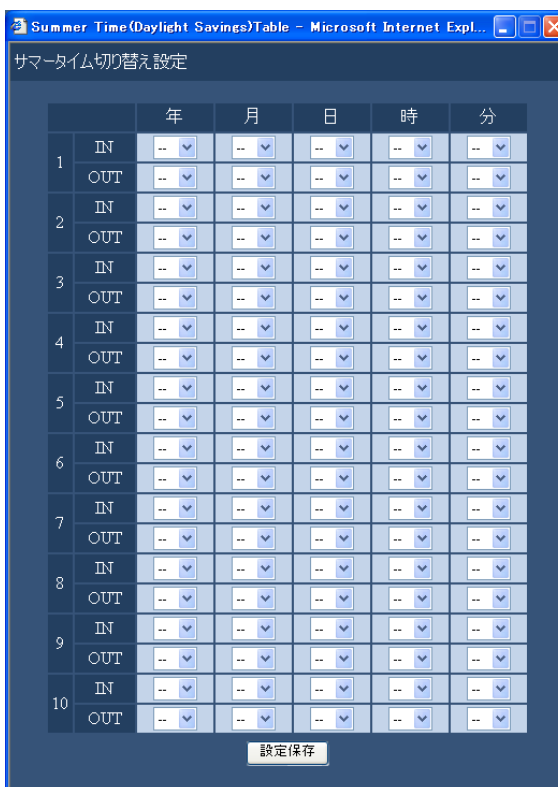 Summer Time(Daylight Savings)Table - Microsoft Internet Expl...
サマータイム切り替え設定
年 月 日 時 分
1 IN -- -- -- -- --
OUT -- -- -- -- --
2 IN -- -- -- -- --
OUT -- -- -- -- --
3 IN -- -- -- -- --
OUT -- -- -- -- --
4 IN -- -- -- -- --
OUT -- -- -- -- --
5 IN -- -- -- -- --
OUT -- -- -- -- --
6 IN -- -- -- -- --
OUT -- -- -- -- --
7 IN -- -- -- -- --
OUT -- -- -- -- --
8 IN -- -- -- -- --
OUT -- -- -- -- --
9 IN -- -- -- -- --
OUT -- -- -- -- --
10 IN -- -- -- -- --
OUT -- -- -- -- --
設定保存